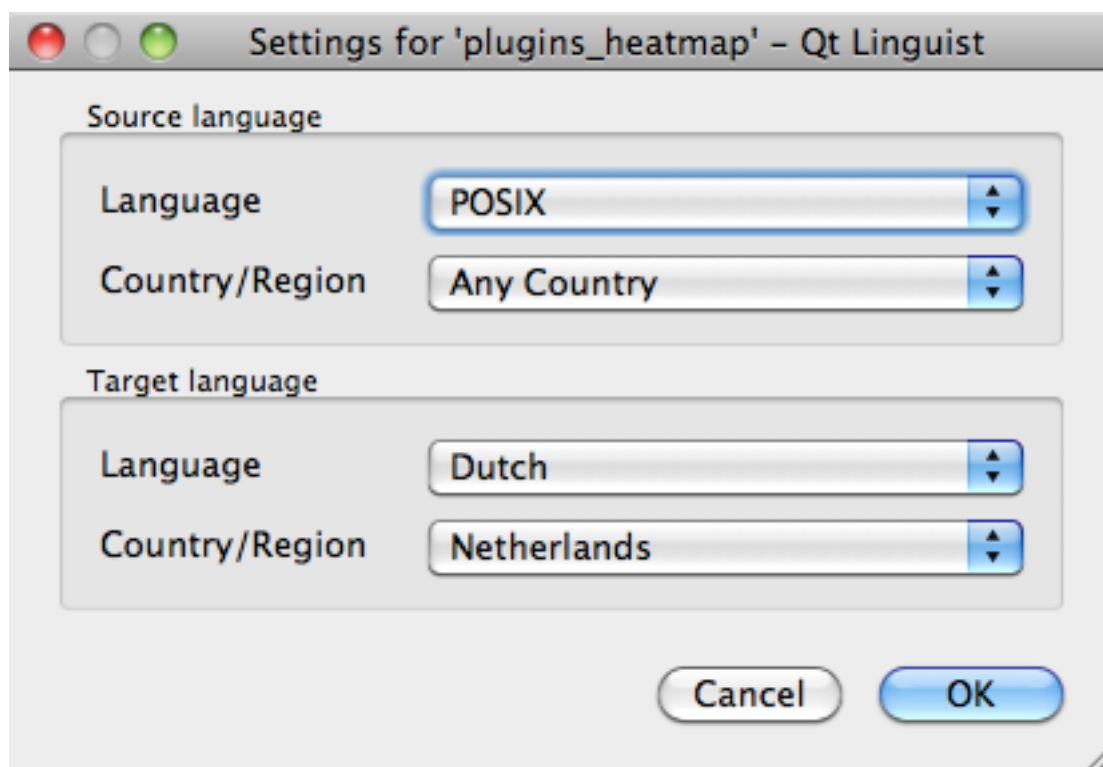 Settings for 'plugins_heatmap' – Qt Linguist
Source language
Language POSIX
Country/Region Any Country
Target language
Language Dutch
Country/Region Netherlands
Cancel OK